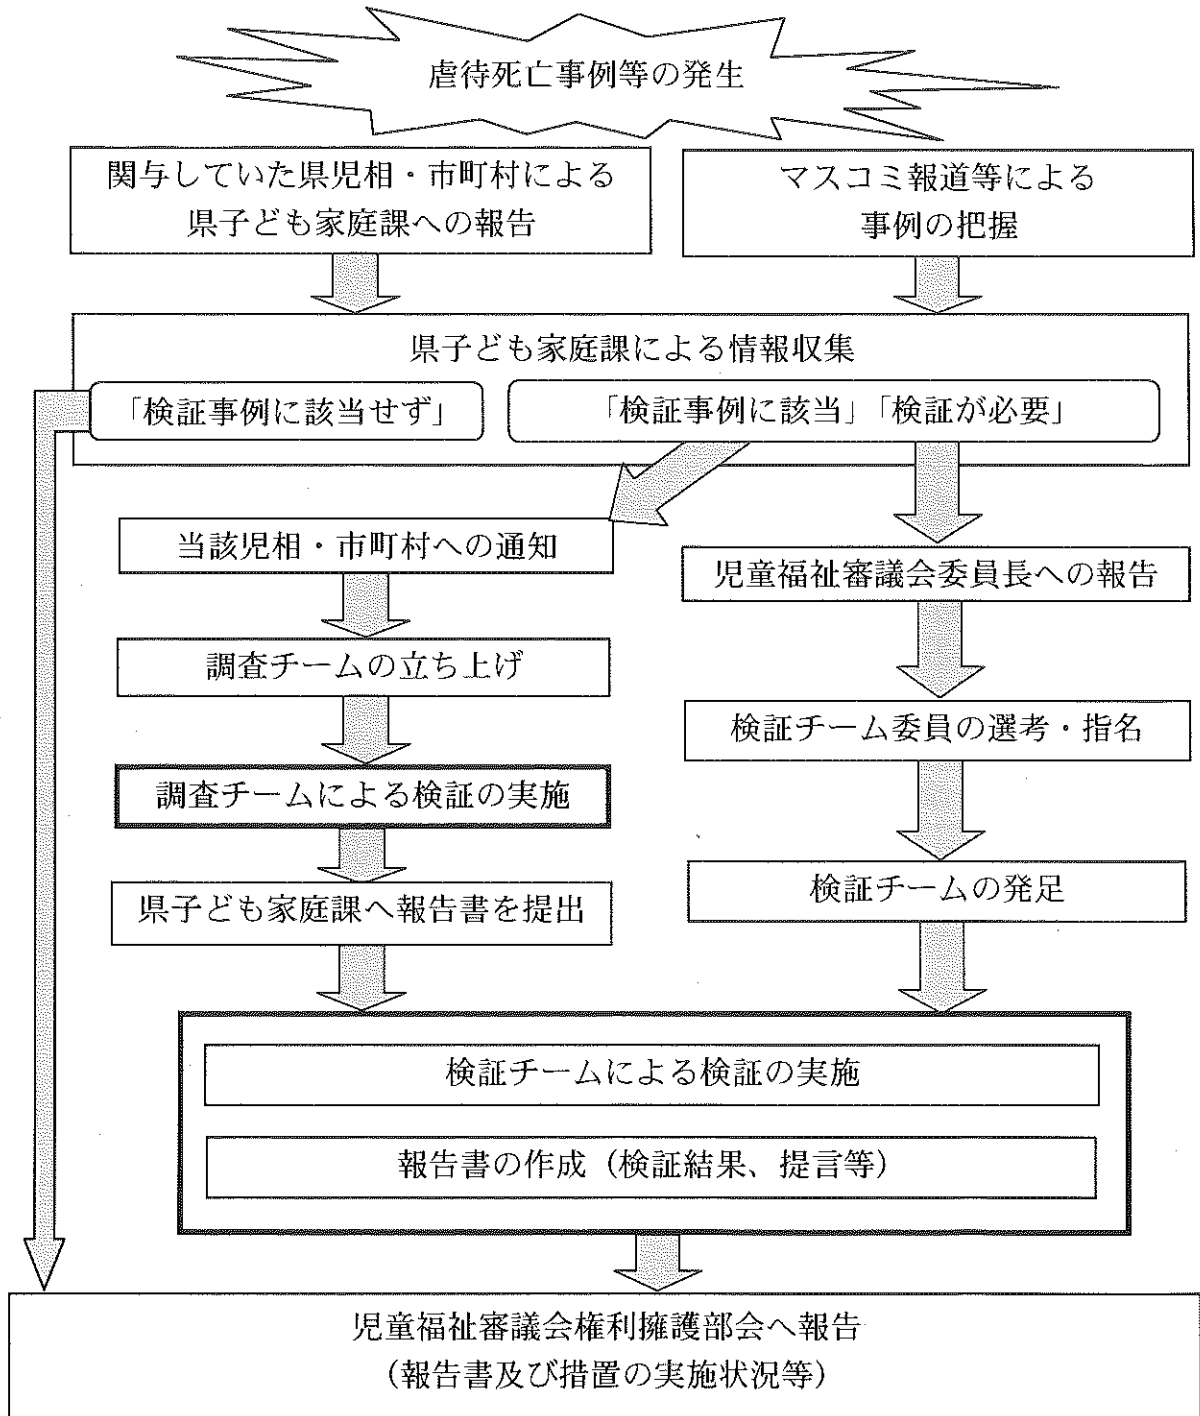 虐待死亡事例等の発生
関与していた県児相・市町村による
県子ども家庭課への報告
マスコミ報道等による
事例の把握
県子ども家庭課による情報収集
「検証事例に該当せず」
「検証事例に該当」「検証が必要」
当該児相・市町村への通知
調査チームの立ち上げ
調査チームによる検証の実施
県子ども家庭課へ報告書を提出
児童福祉審議会委員長への報告
検証チーム委員の選考・指名
検証チームの発足
検証チームによる検証の実施
報告書の作成（検証結果、提言等）
児童福祉審議会権利擁護部会へ報告
（報告書及び措置の実施状況等）